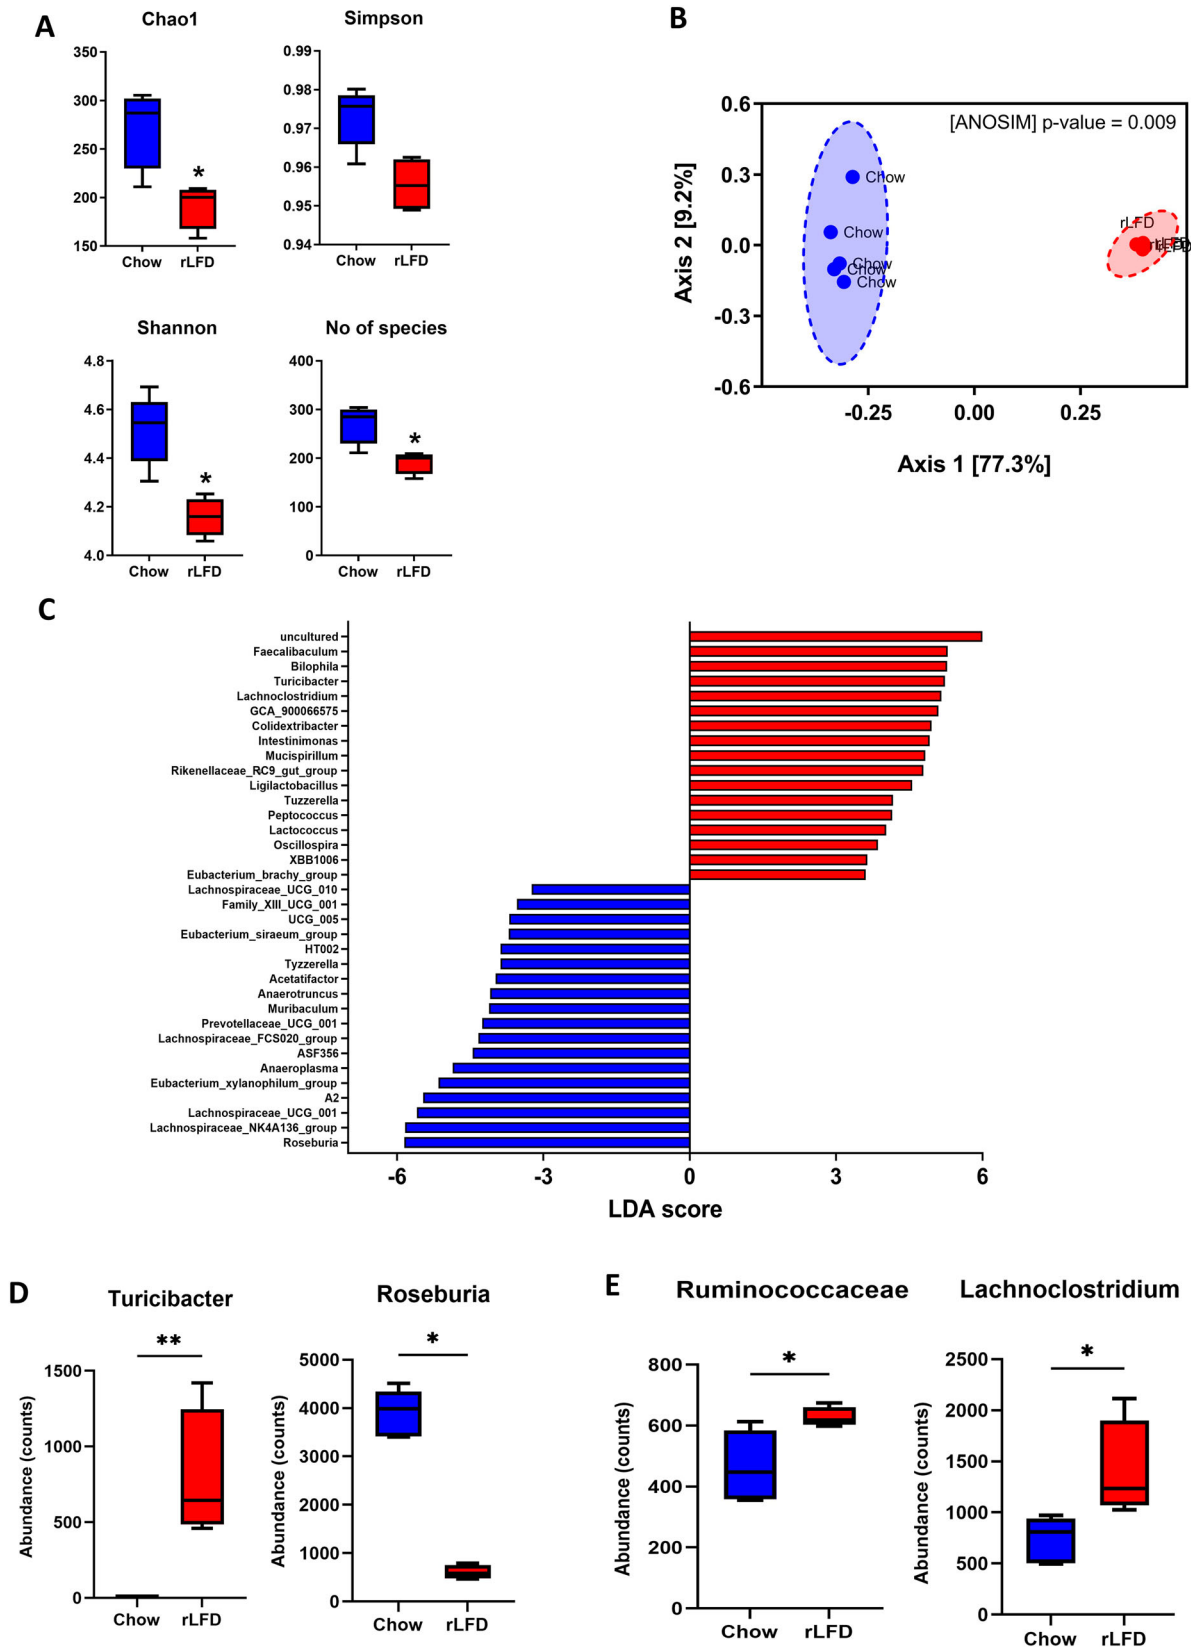 A
Chao1
350
300
250
200
150
*
Chow
rLFD
Simpson
0.99
0.98
0.97
0.96
0.95
0.94
Chow
rLFD
Shannon
4.8
4.6
4.4
4.2
4.0
*
Chow
rLFD
No of species
400
300
200
100
0
*
Chow
rLFD
B
[ANOSIM] p-value = 0.009
Axis 2 [9.2%]
0.6
0.3
0.0
-0.3
-0.6
Chow
Chow
Chow
Chow
Chow
rLFD
-0.25
0.00
0.25
Axis 1 [77.3%]
C
uncultured
Faecalibaculum
Bilophila
Turicibacter
Lachnoclostridium
GCA_900066575
Colidextribacter
Intestinimonas
Mucispirillum
Rikenellaceae_RC9_gut_group
Ligilactobacillus
Tuzzerella
Peptococcus
Lactococcus
Oscillospira
XBB1006
Eubacterium_brachy_group
Lachnospiraceae_UCG_010
Family_XIII_UCG_001
UCG_005
Eubacterium_siraeum_group
HT002
Tyzzerella
Acetatifactor
Anaerotruncus
Muribaculum
Prevotellaceae_UCG_001
Lachnospiraceae_FCS020_group
ASF356
Anaeroplasma
Eubacterium_xylanophilum_group
A2
Lachnospiraceae_UCG_001
Lachnospiraceae_NK4A136_group
Roseburia
-6
-3
0
3
6
LDA score
D
Turicibacter
**
Abundance (counts)
1500
1000
500
0
Chow
rLFD
Roseburia
*
Abundance (counts)
5000
4000
3000
2000
1000
0
Chow
rLFD
E
Ruminococcaceae
*
Abundance (counts)
800
600
400
200
0
Chow
rLFD
Lachnoclostridium
*
Abundance (counts)
2500
2000
1500
1000
500
0
Chow
rLFD